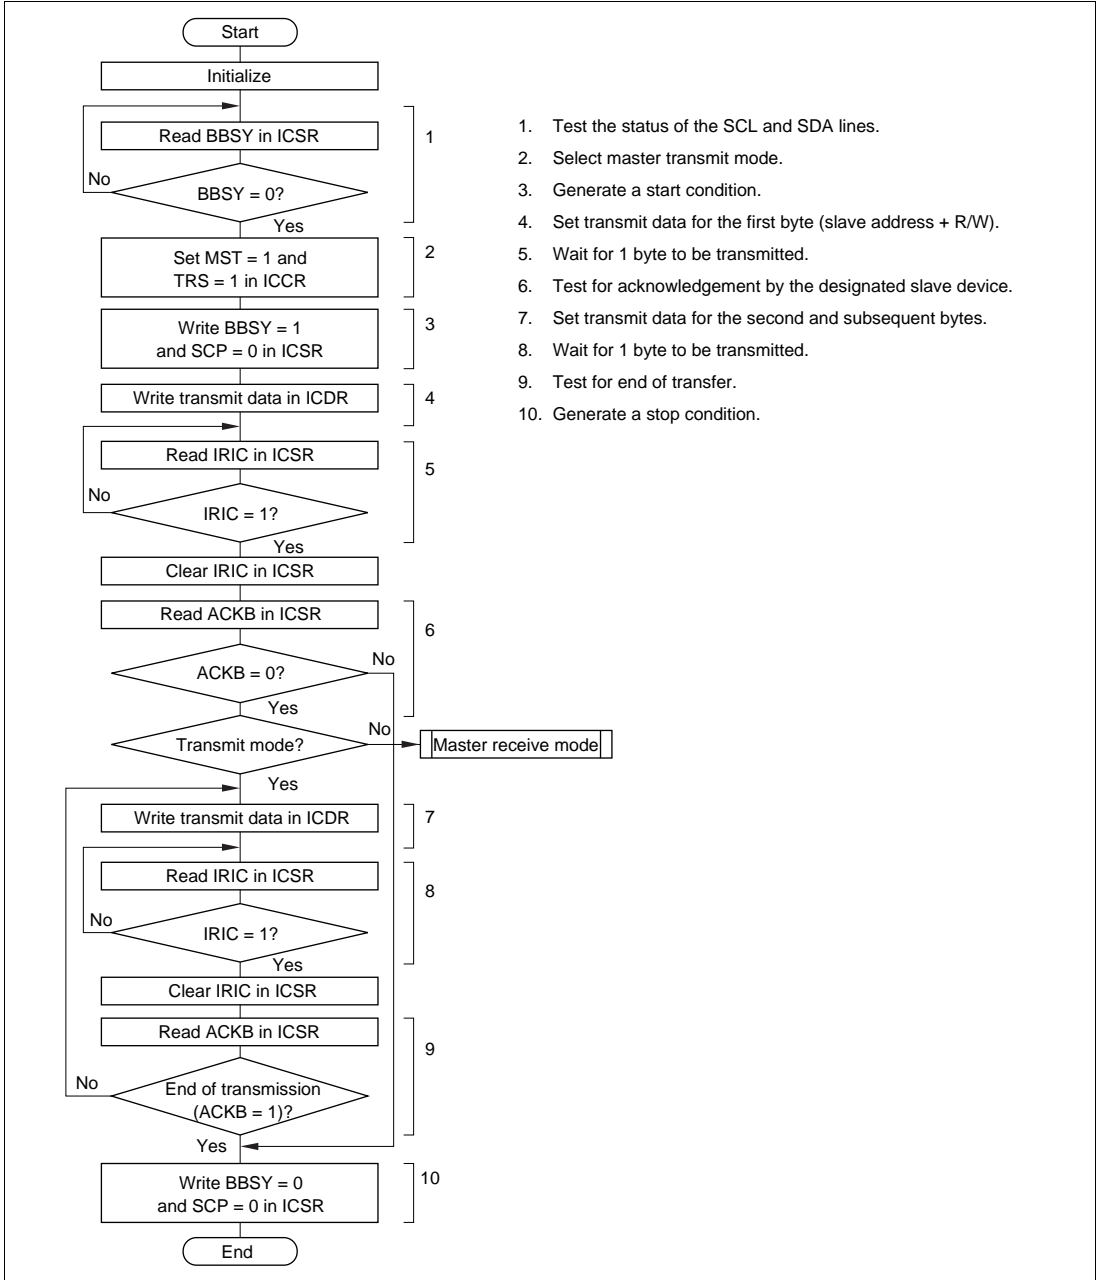 Start
Initialize
Read BBSY in ICSR
1
No
BBSY = 0?
Yes
Set MST = 1 and
TRS = 1 in ICCR
2
Write BBSY = 1
and SCP = 0 in ICSR
3
Write transmit data in ICDR
4
Read IRIC in ICSR
5
No
IRIC = 1?
Yes
Clear IRIC in ICSR
Read ACKB in ICSR
6
No
ACKB = 0?
Yes
No
Transmit mode?
Master receive mode
Yes
Write transmit data in ICDR
7
Read IRIC in ICSR
8
No
IRIC = 1?
Yes
Clear IRIC in ICSR
Read ACKB in ICSR
9
No
End of transmission
(ACKB = 1)?
Yes
Write BBSY = 0
and SCP = 0 in ICSR
10
End
1. Test the status of the SCL and SDA lines.
2. Select master transmit mode.
3. Generate a start condition.
4. Set transmit data for the first byte (slave address + R/W).
5. Wait for 1 byte to be transmitted.
6. Test for acknowledgement by the designated slave device.
7. Set transmit data for the second and subsequent bytes.
8. Wait for 1 byte to be transmitted.
9. Test for end of transfer.
10. Generate a stop condition.